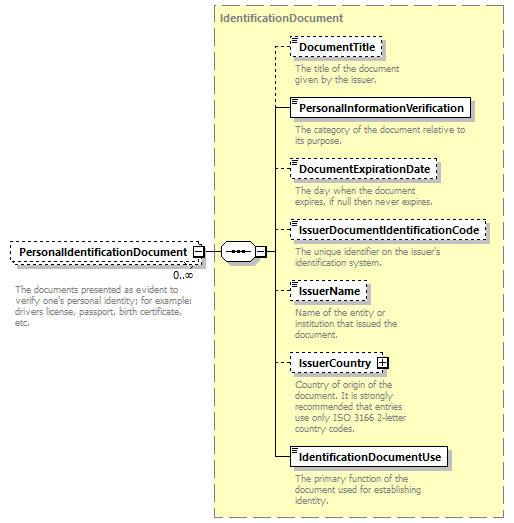 IdentificationDocument
DocumentTitle
The title of the document
given by the issuer.
PersonalInformationVerification
The category of the document relative to
its purpose.
DocumentExpirationDate
The day when the document
expires, if null then never expires.
IssuerDocumentIdentificationCode
The unique identifier on the issuer's
identification system.
PersonalIdentificationDocument
0..∞
The documents presented as evident to
verify one's personal identity; for example:
drivers license, passport, birth certificate,
etc.
IssuerName
Name of the entity or
institution that issued the
document.
IssuerCountry
Country of origin of the
document. It is strongly
recommended that entries
use only ISO 3166 2-letter
country codes.
IdentificationDocumentUse
The primary function of the
document used for establishing
identity.